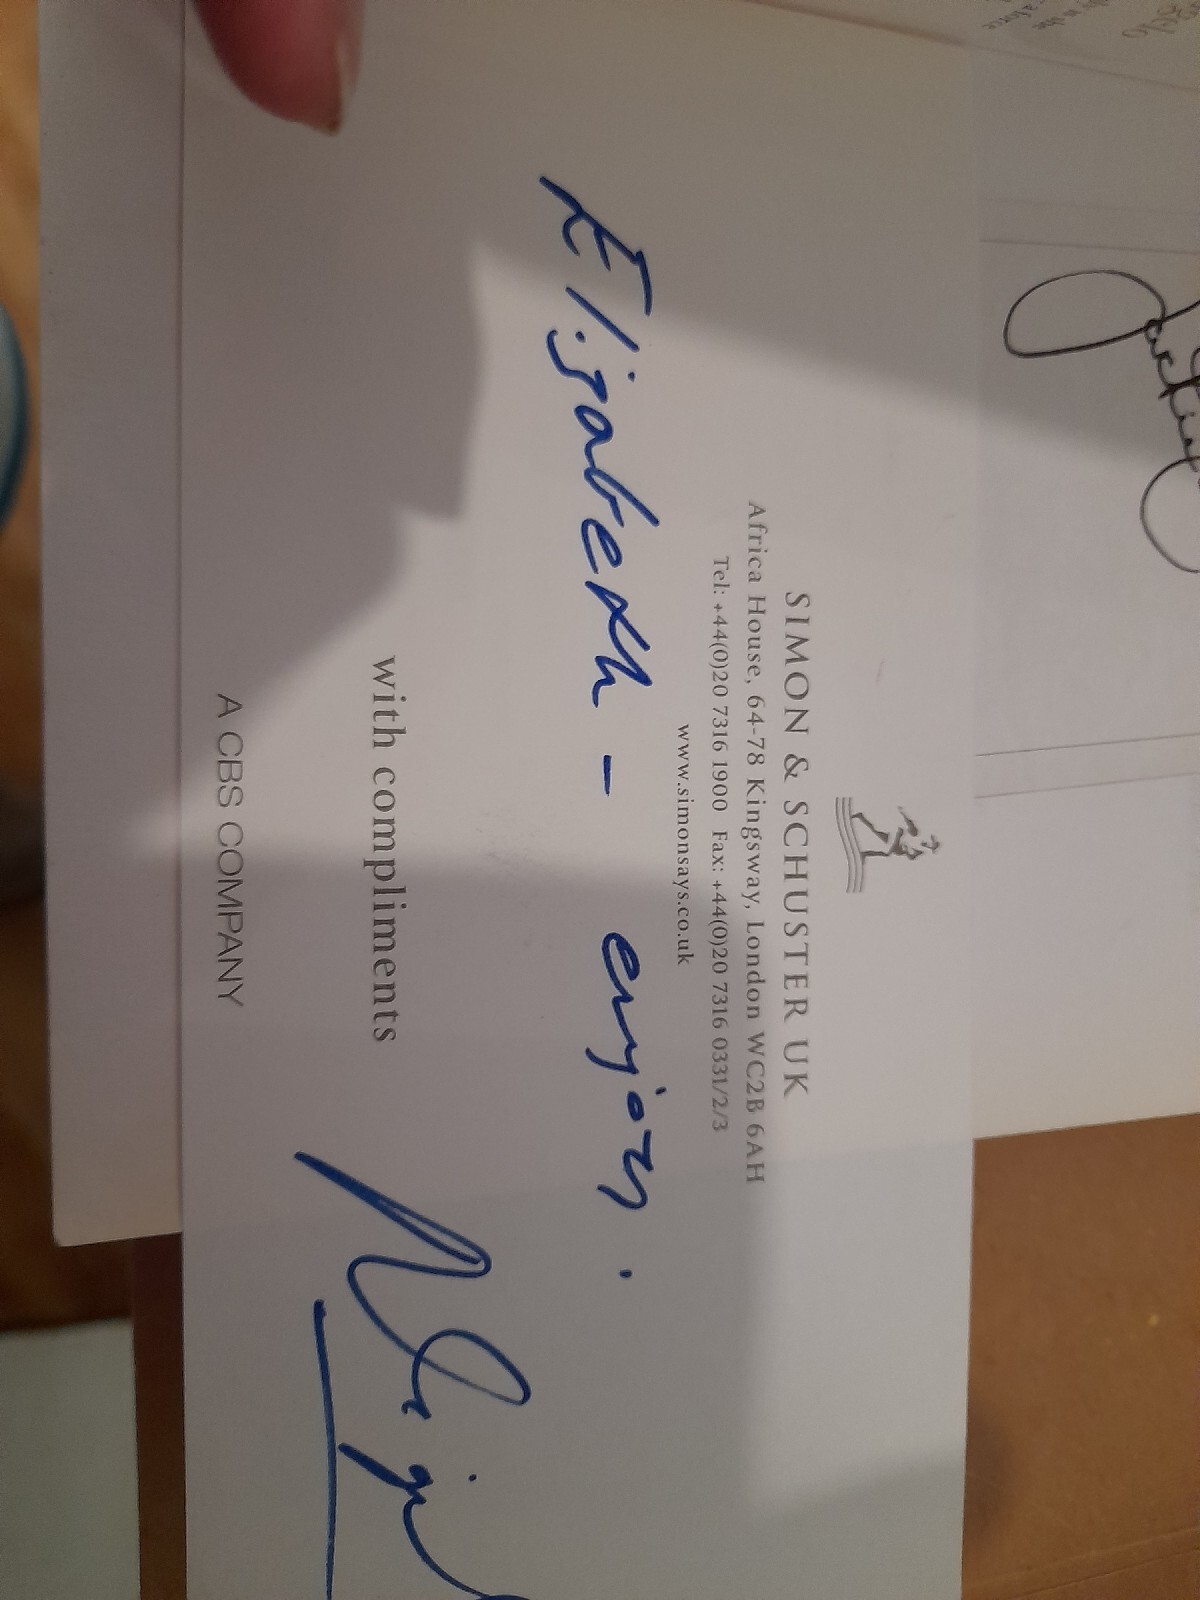 SIMON & SCHUSTER UK
Africa House, 64-78 Kingsway, London WC2B 6AH
Tel: +44(0)20 7316 1900 Fax: +44(0)20 7316 0331/2/3
www.simonsays.co.uk
Elisabeth - enjoy.
with compliments
A CBS COMPANY